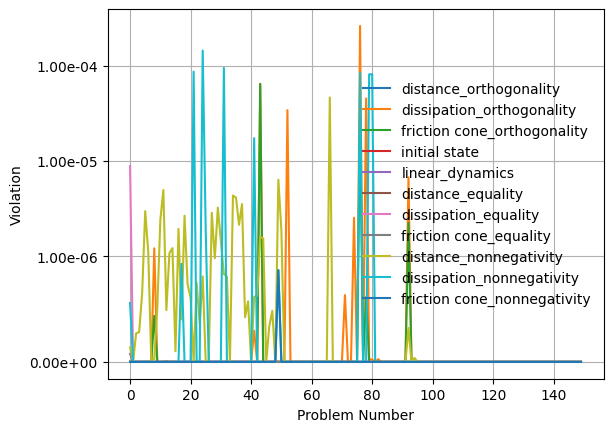 1.00e-04
1.00e-05
1.00e-06
0.00e+00
Violation
distance_orthogonality
dissipation_orthogonality
friction cone_orthogonality
initial state
linear_dynamics
distance_equality
dissipation_equality
friction cone_equality
distance_nonnegativity
dissipation_nonnegativity
friction cone_nonnegativity
0 20 40 60 80 100 120 140
Problem Number